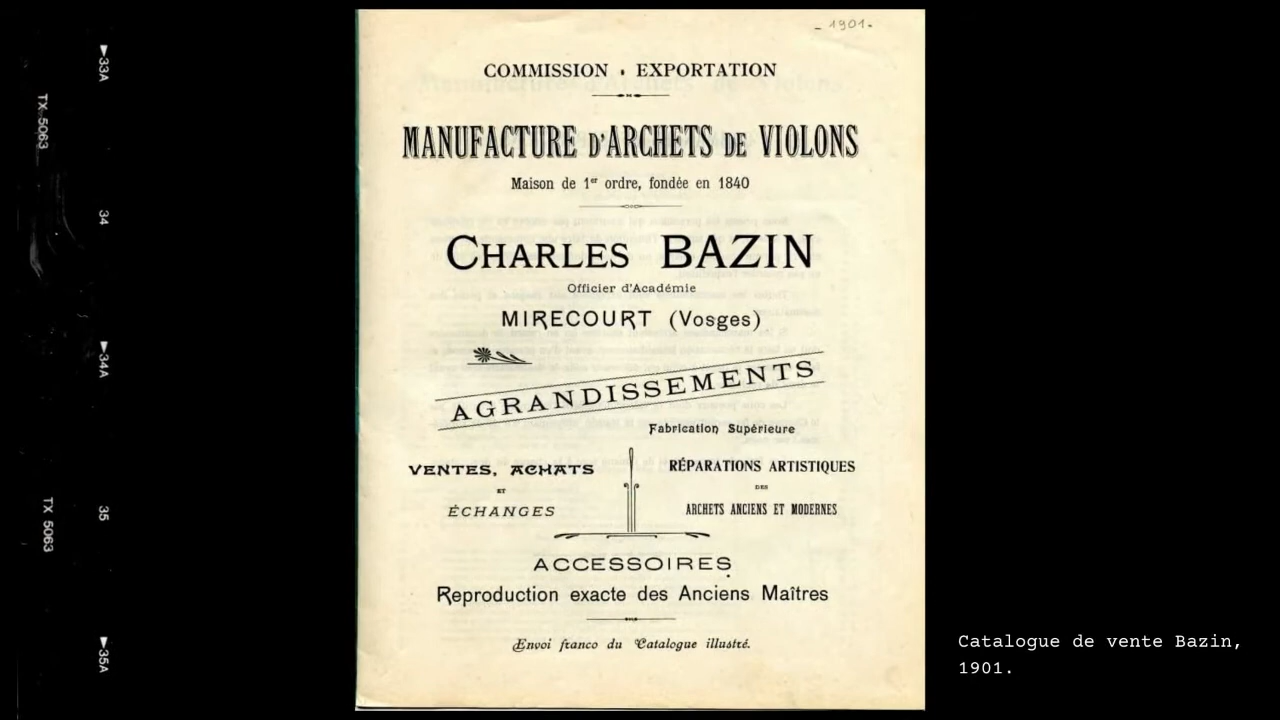 - 1901.
COMMISSION • EXPORTATION
MANUFACTURE D'ARCHETS DE VIOLONS
Maison de 1er ordre, fondée en 1840
CHARLES BAZIN
Officier d'Académie
MIRECOURT (Vosges)
AGRANDISSEMENTS
Fabrication Supérieure
VENTES, ACHATS
ET
ÉCHANGES
RÉPARATIONS ARTISTIQUES
DES
ARCHETS ANCIENS ET MODERNES
ACCESSOIRES
Reproduction exacte des Anciens Maîtres
Envoi franco du Catalogue illustré.
Catalogue de vente Bazin,
1901.
▶33A
TX 5063
34
▶34A
TX 5063
35
▶35A